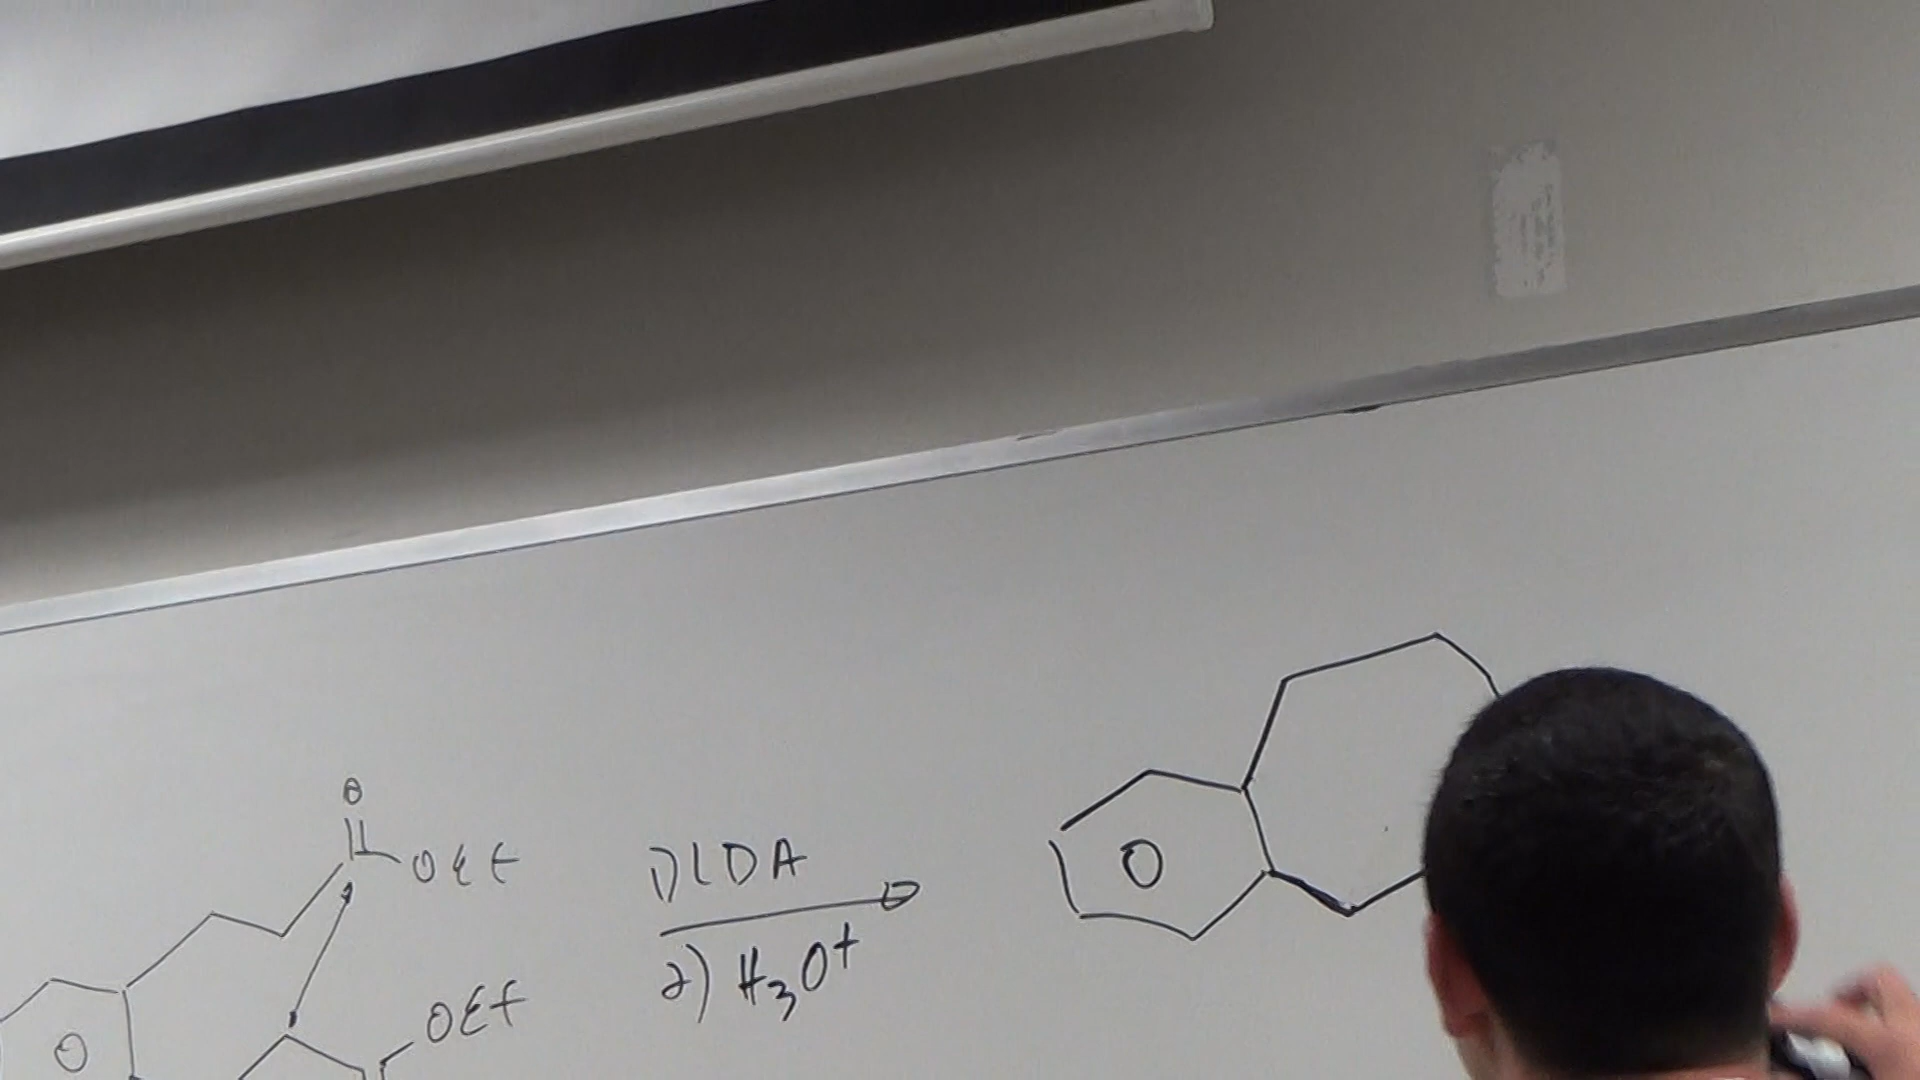 O
OEt
1) LDA
2) H3O+
O
OEt
O